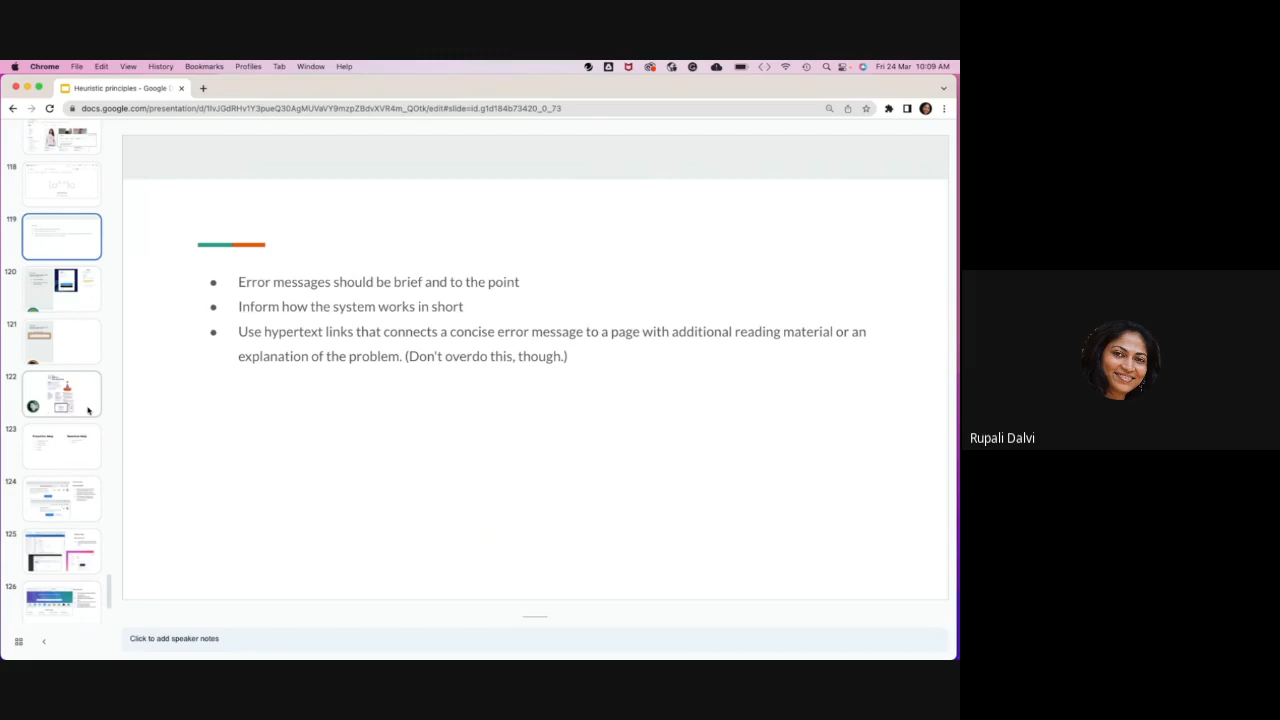 Chrome File Edit View History Bookmarks Profiles Tab Window Help Fri 24 Mar 10:09 AM
Heuristic principles - Google D
docs.google.com/presentation/d/1IvJGdRHv1Y3pueQ30AgMUVaVY9mzpZBdvXVR4m_QOtk/edit#slide=id.g1d184b73420_0_73
118
119
120
121
122
123
124
125
126
Error messages should be brief and to the point
Inform how the system works in short
Use hypertext links that connects a concise error message to a page with additional reading material or an
explanation of the problem. (Don't overdo this, though.)
Click to add speaker notes
Rupali Dalvi